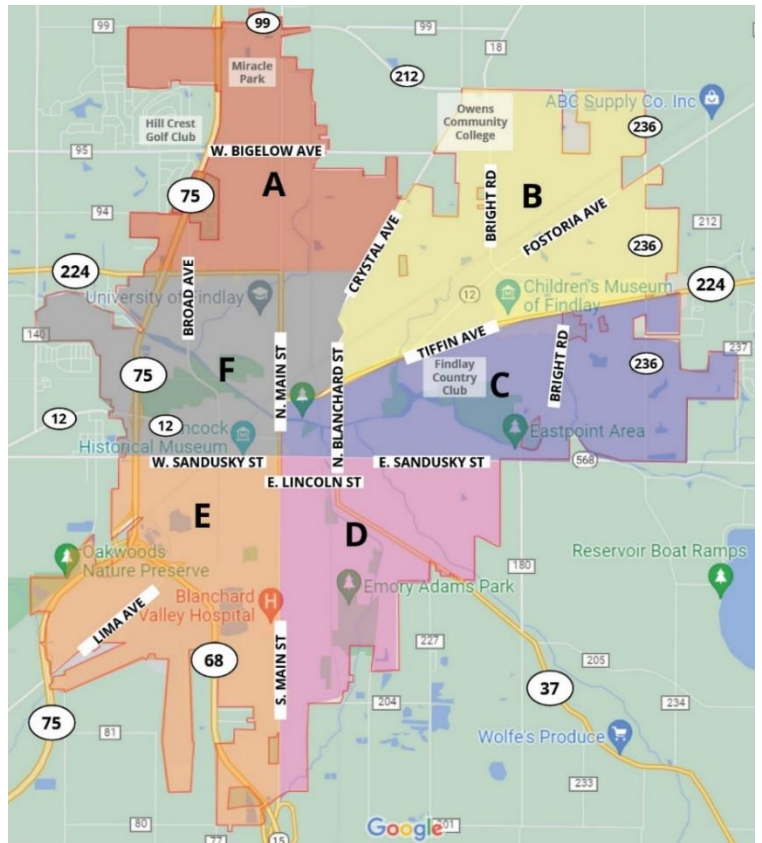 99
99
99
18
Miracle
Park
212
Owens
Community
College
ABC Supply Co. Inc
236
Hill Crest
Golf Club
95
W. BIGELOW AVE
A
75
BRIGHT RD
B
94
CRYSTAL AVE
FOSTORIA AVE
212
236
224
BROAD AVE
University of Findlay
12
Children's Museum
of Findlay
224
TIFFIN AVE
140
N. MAIN ST
N. BLANCHARD ST
BRIGHT RD
237
75
F
Findlay
Country
Club
C
236
12
12
ncock
Historical Museum
Eastpoint Area
W. SANDUSKY ST
E. SANDUSKY ST
568
E. LINCOLN ST
E
D
Oakwoods
Nature Preserve
180
Reservoir Boat Ramps
Blanchard
Valley Hospital
H
Emory Adams Park
LIMA AVE
227
68
S. MAIN ST
205
37
204
234
75
81
Wolfe's Produce
233
80
77
15
Google
201